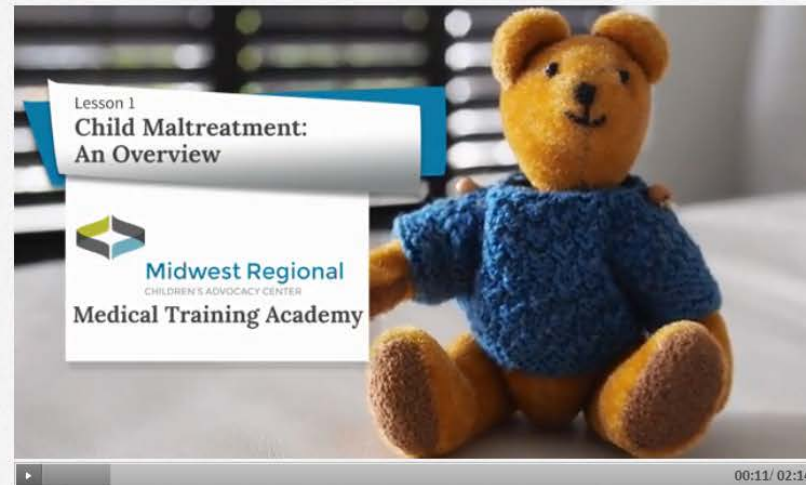 Lesson 1
Child Maltreatment:
An Overview
Midwest Regional
CHILDREN'S ADVOCACY CENTER
Medical Training Academy
00:11/ 02:14